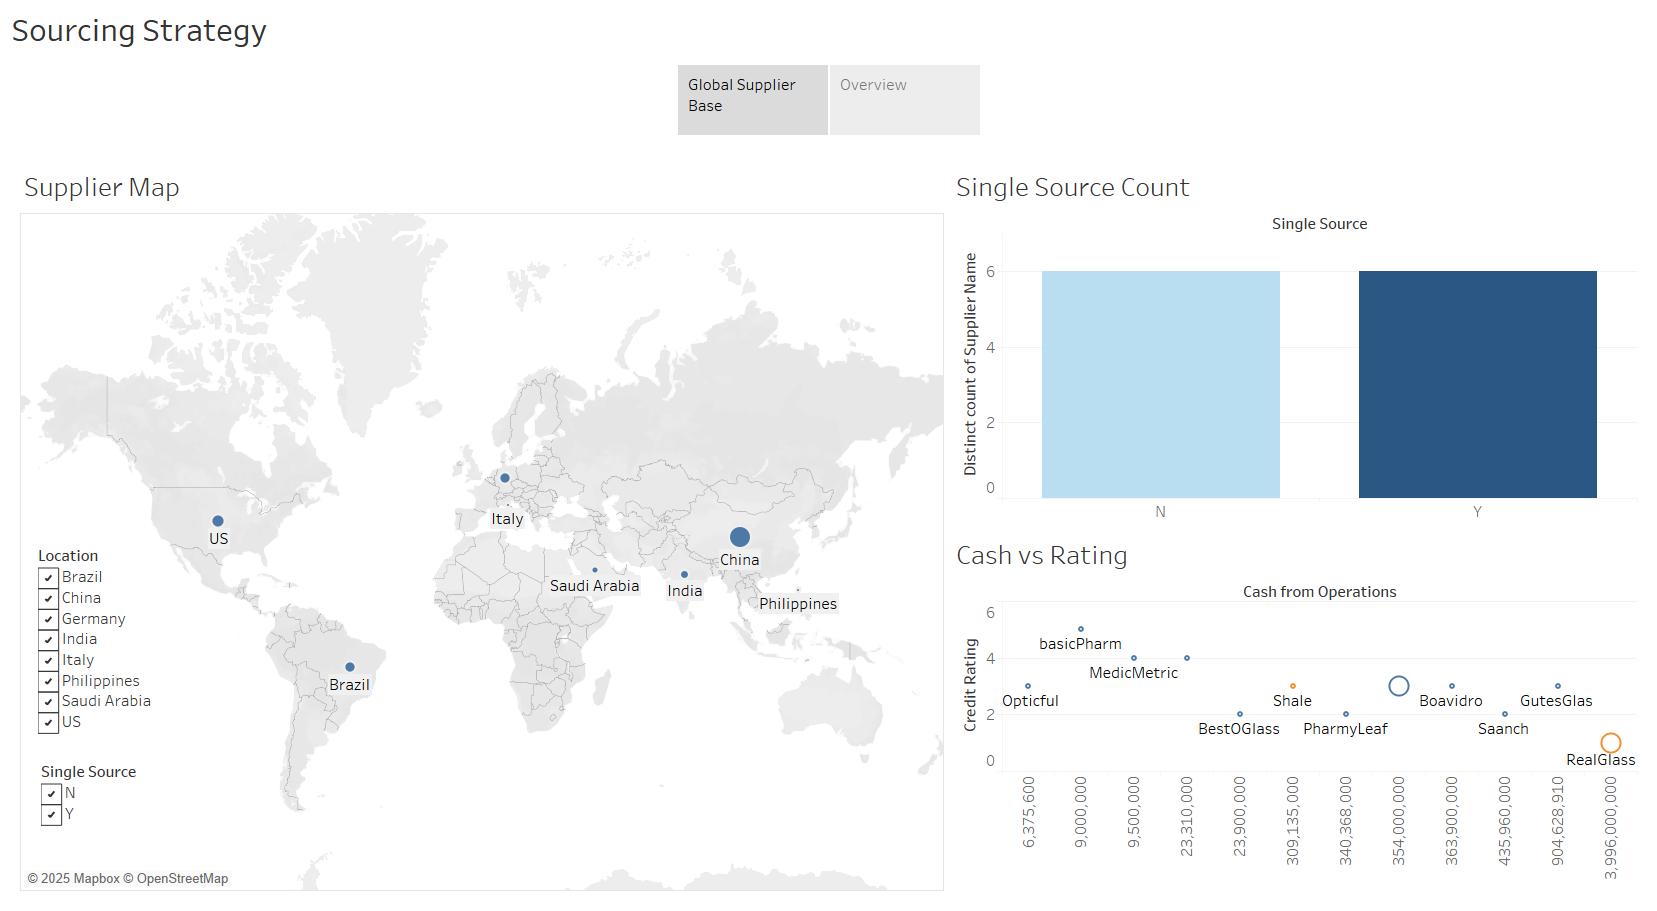 Sourcing Strategy
Global Supplier
Base
Overview
Supplier Map
US
Italy
China
Saudi Arabia
India
Philippines
Brazil
Location
Brazil
China
Germany
India
Italy
Philippines
Saudi Arabia
US
Single Source
N
Y
© 2025 Mapbox © OpenStreetMap
Single Source Count
Single Source
Distinct count of Supplier Name
6
4
2
0
N
Y
Cash vs Rating
Cash from Operations
Credit Rating
6
4
2
0
basicPharm
MedicMetric
Opticful
Shale
Boavidro
GutesGlas
BestOGlass
PharmyLeaf
Saanch
RealGlass
6,375,600
9,000,000
9,500,000
23,310,000
23,900,000
309,135,000
340,368,000
354,000,000
363,900,000
435,960,000
904,628,910
3,996,000,000